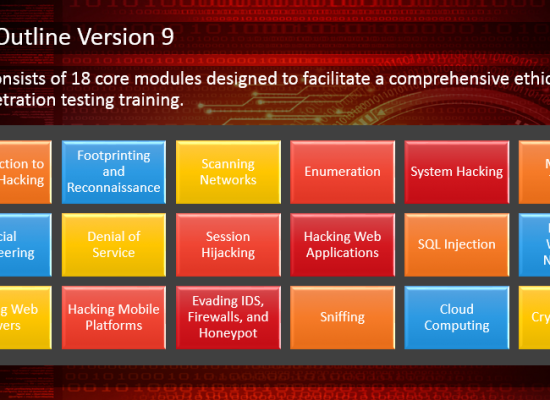 Outline Version 9
onsists of 18 core modules designed to facilitate a comprehensive ethic
etration testing training.
ction to
Hacking
Footprinting
and
Reconnaissance
Scanning
Networks
Enumeration
System Hacking
cial
eering
Denial of
Service
Session
Hijacking
Hacking Web
Applications
SQL Injection
g Web
vers
Hacking Mobile
Platforms
Evading IDS,
Firewalls, and
Honeypot
Sniffing
Cloud
Computing
Cry